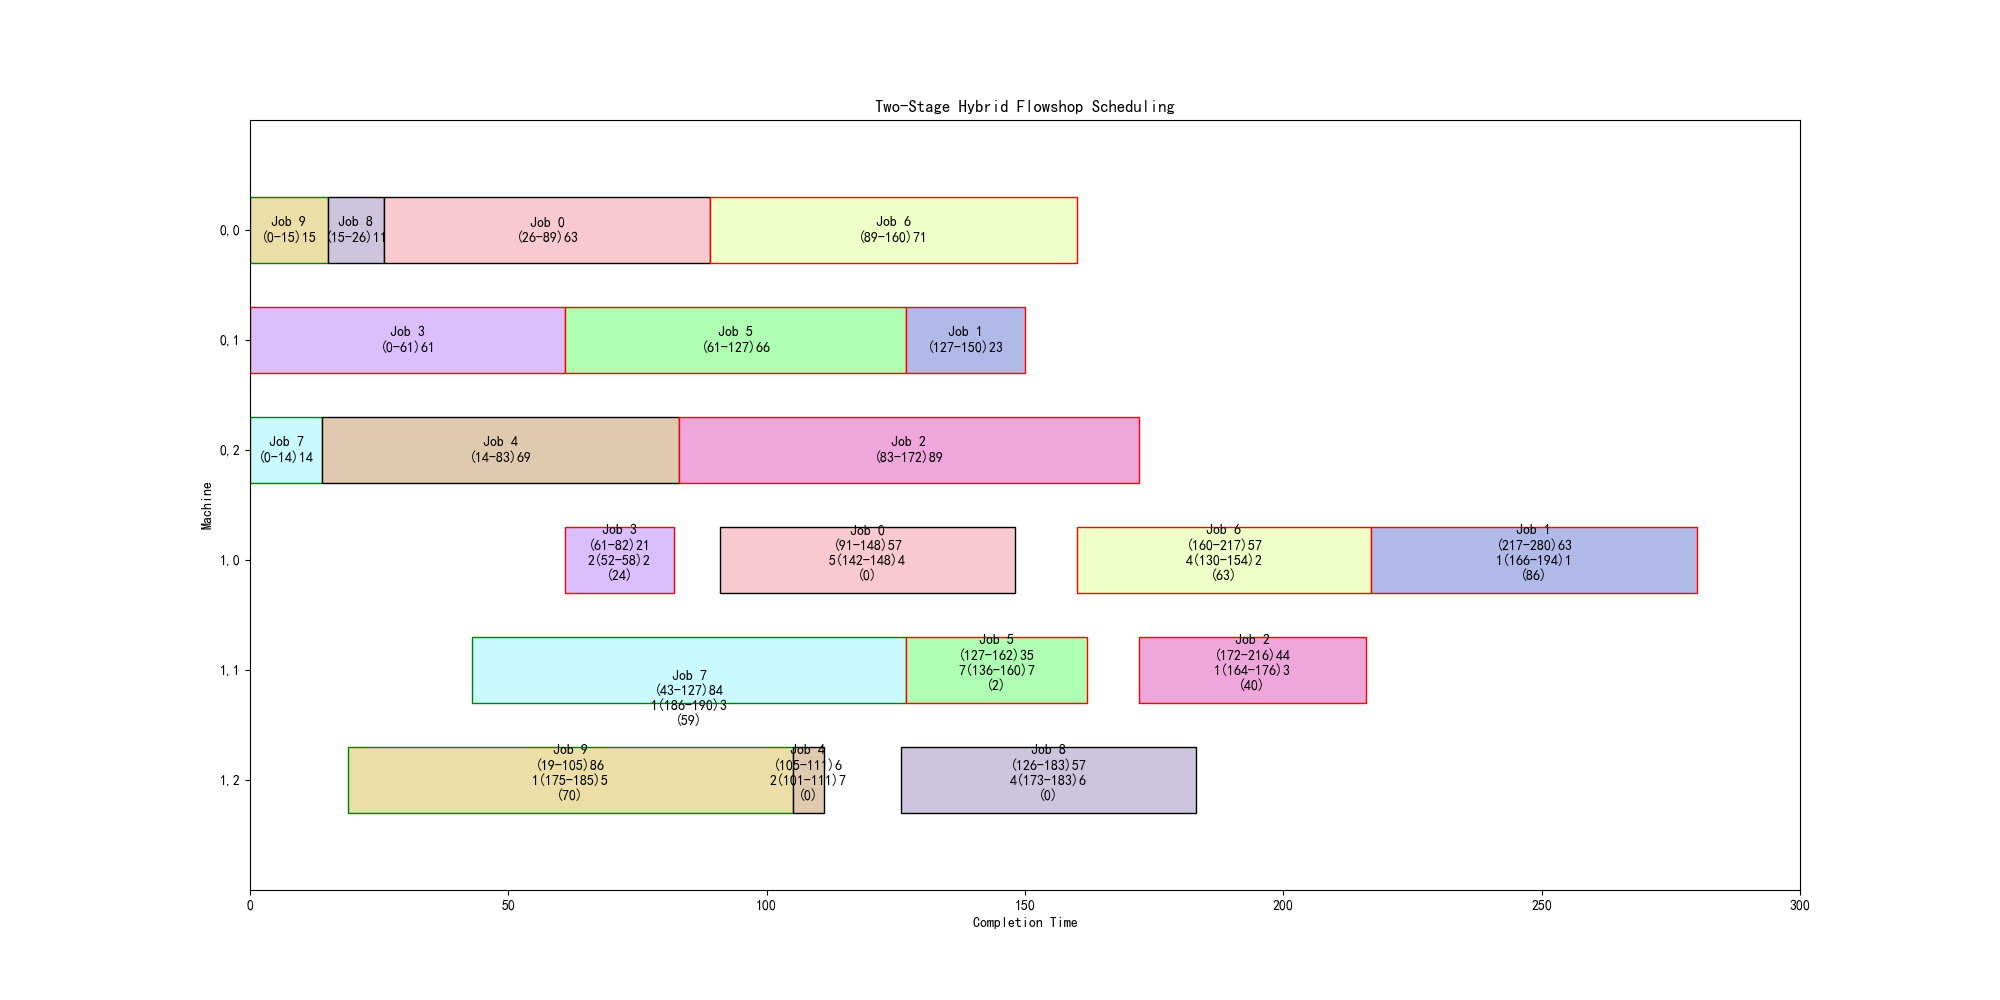 Two-Stage Hybrid Flowshop Scheduling
0,0
Job 9
(0-15)15
Job 8
(15-26)11
Job 0
(26-89)63
Job 6
(89-160)71
0,1
Job 3
(0-61)61
Job 5
(61-127)66
Job 1
(127-150)23
0,2
Job 7
(0-14)14
Job 4
(14-83)69
Job 2
(83-172)89
Machine
1,0
Job 3
(61-82)21
2(52-58)2
(24)
Job 0
(91-148)57
5(142-148)4
(0)
Job 6
(160-217)57
4(130-154)2
(63)
Job 1
(217-280)63
1(166-194)1
(86)
1,1
Job 7
(43-127)84
1(186-190)3
(59)
Job 5
(127-162)35
7(136-160)7
(2)
Job 2
(172-216)44
1(164-176)3
(40)
1,2
Job 9
(19-105)86
1(175-185)5
(70)
Job 4
(105-111)6
2(101-111)7
(0)
Job 8
(126-183)57
4(173-183)6
(0)
0
50
100
150
200
250
300
Completion Time